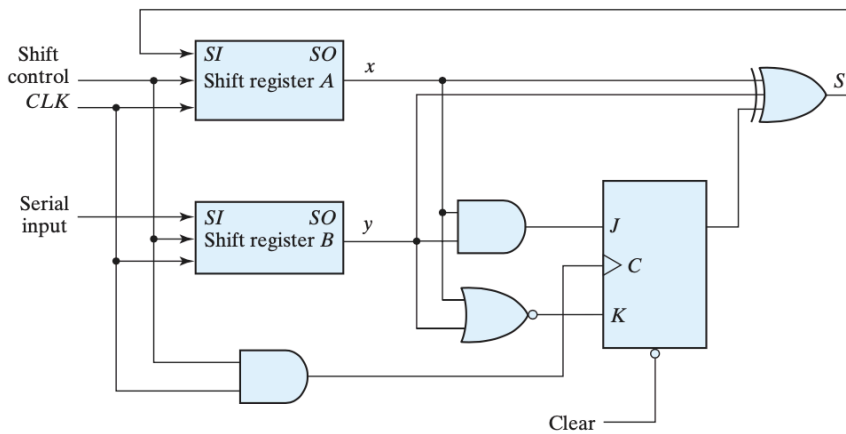 Shift
control
CLK
SI SO
Shift register A
x
S
Serial
input
SI SO
Shift register B
y
J
C
K
Clear